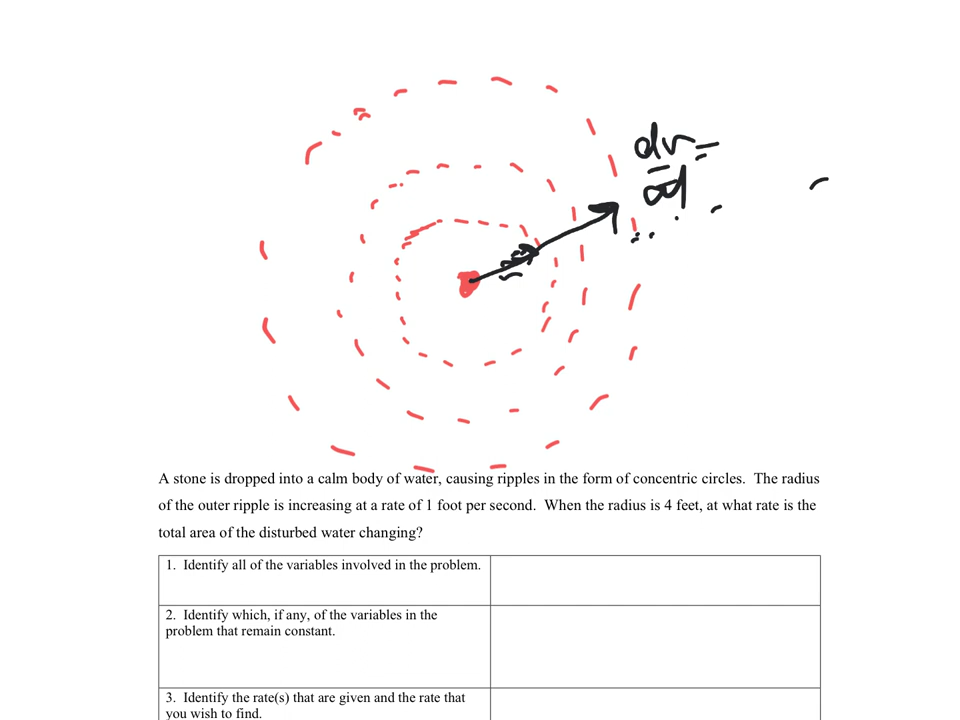 dr =
dt
A stone is dropped into a calm body of water, causing ripples in the form of concentric circles. The radius
of the outer ripple is increasing at a rate of 1 foot per second. When the radius is 4 feet, at what rate is the
total area of the disturbed water changing?
1. Identify all of the variables involved in the problem.
2. Identify which, if any, of the variables in the
problem that remain constant.
3. Identify the rate(s) that are given and the rate that
you wish to find.